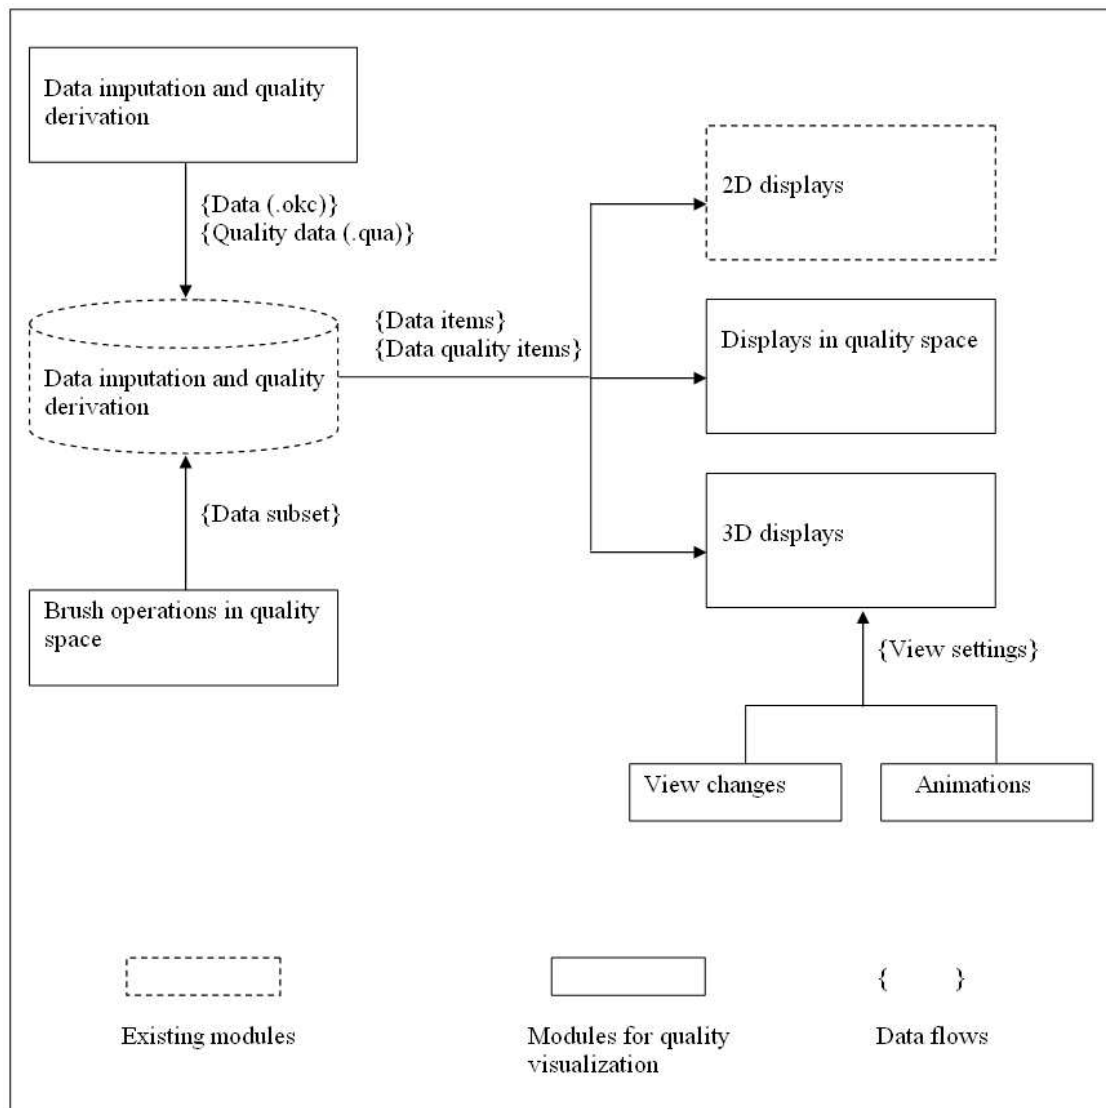 Data imputation and quality
derivation
{Data (.okc)}
{Quality data (.qua)}
2D displays
{Data items}
{Data quality items}
Displays in quality space
Data imputation and quality
derivation
{Data subset}
3D displays
Brush operations in quality
space
{View settings}
View changes
Animations
{ }
Existing modules
Modules for quality
visualization
Data flows